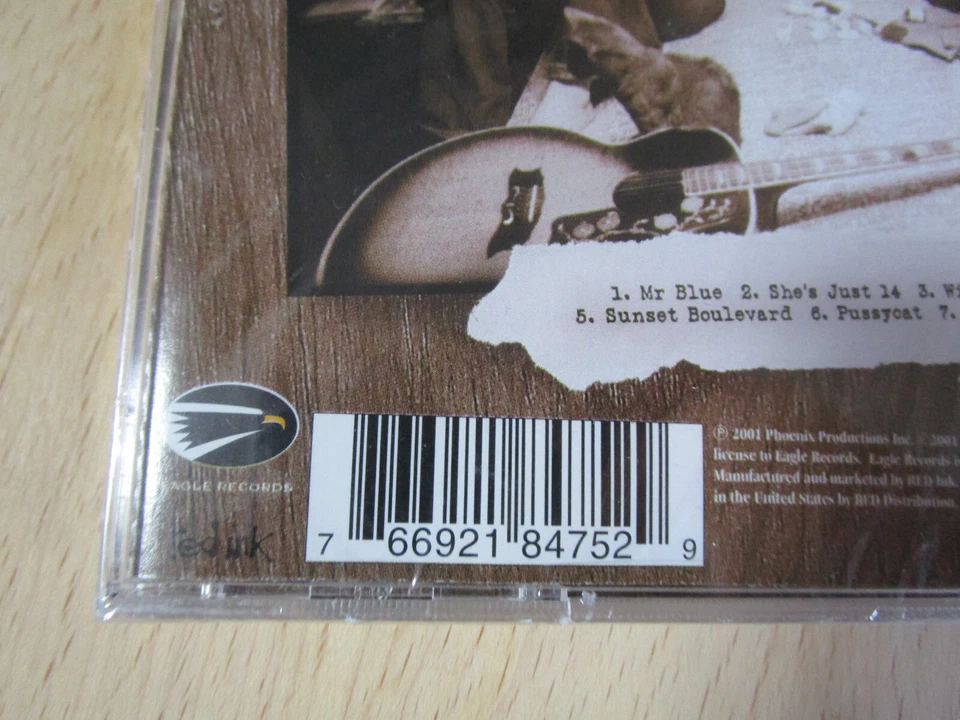 1. Mr Blue 2. She's Just 14 3.
5. Sunset Boulevard 6. Pussycat 7.
℗ 2001 Phoenix Productions Inc. © 2001
license to Eagle Records. Eagle Records
Manufactured and marketed by RED Ink.
in the United States by RED Distribution.
EAGLE RECORDS
red ink
7 66921 84752 9